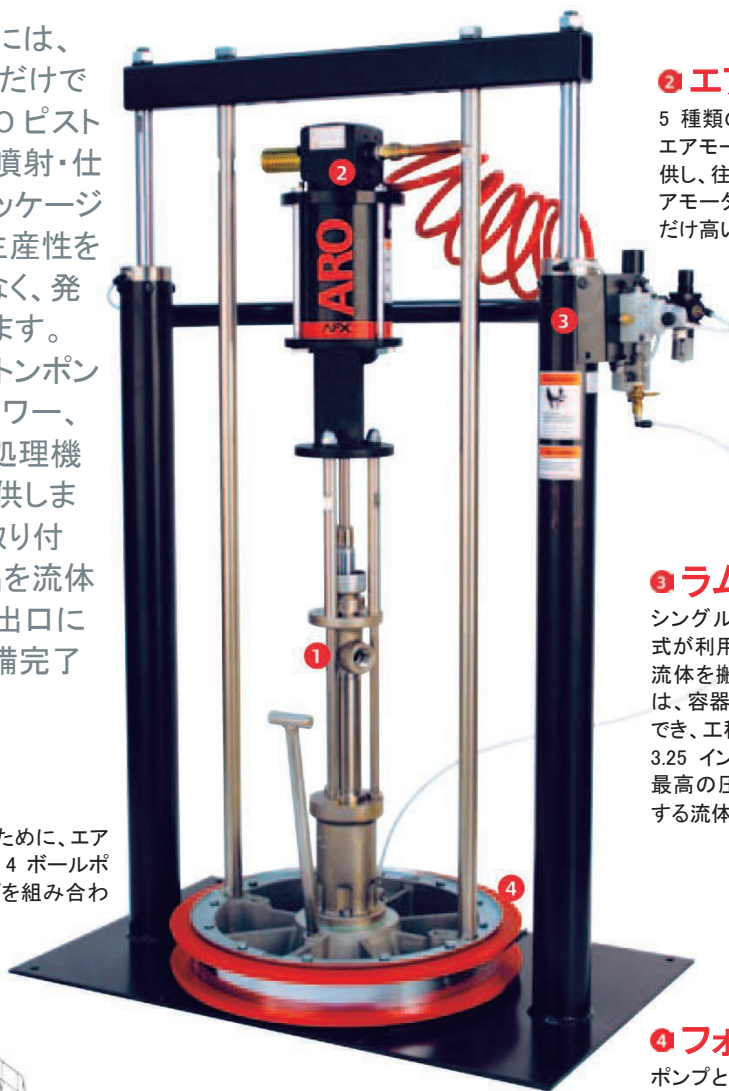 には、
だけで
O ピスト
噴射・仕
ッケージ
生産性を
なく、発
ます。
トンポン
ワー、
処理機
供しま
取り付
品を流体
出口に
備完了
ために、エア
4 ボールポ
プを組み合わ
2
ARO
AFX
1
3
4
2 エア
5 種類の
エアモー
供し、往
アモータ
だけ高い
3 ラム
シングル
式が利用
流体を搬
は、容器
でき、工程
3.25 イン
最高の圧
する流体
4 フォ
ポンプと